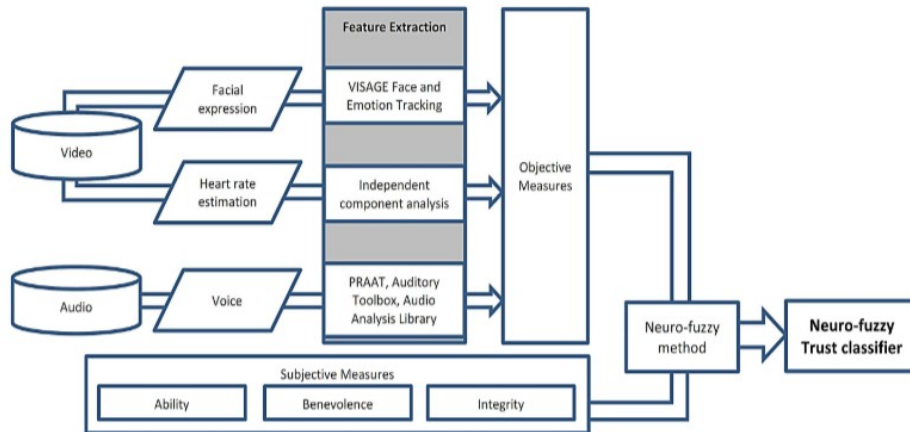 Feature Extraction
Facial
expression
VISAGE Face and
Emotion Tracking
Video
Heart rate
estimation
Independent
component analysis
Objective
Measures
Audio
Voice
PRAAT, Auditory
Toolbox, Audio
Analysis Library
Neuro-fuzzy
method
Neuro-fuzzy
Trust classifier
Subjective Measures
Ability
Benevolence
Integrity